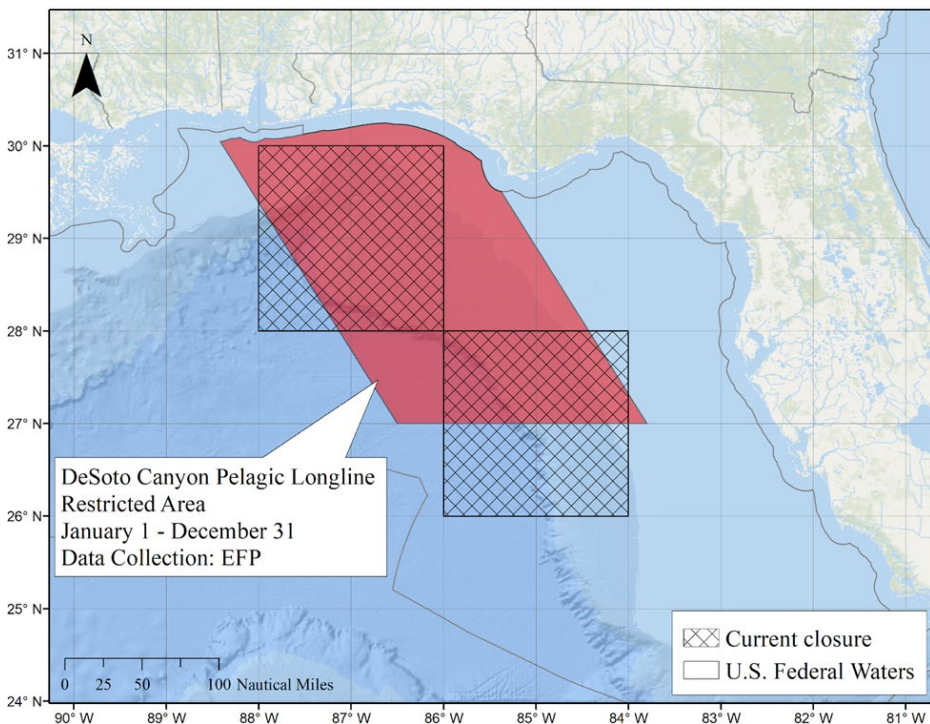 31° N
N
30° N
29° N
28° N
27° N
DeSoto Canyon Pelagic Longline
Restricted Area
January 1 - December 31
Data Collection: EFP
26° N
25° N
24° N
Current closure
U.S. Federal Waters
0 25 50 100 Nautical Miles
90° W 89° W 88° W 87° W 86° W 85° W 84° W 83° W 82° W 81° W